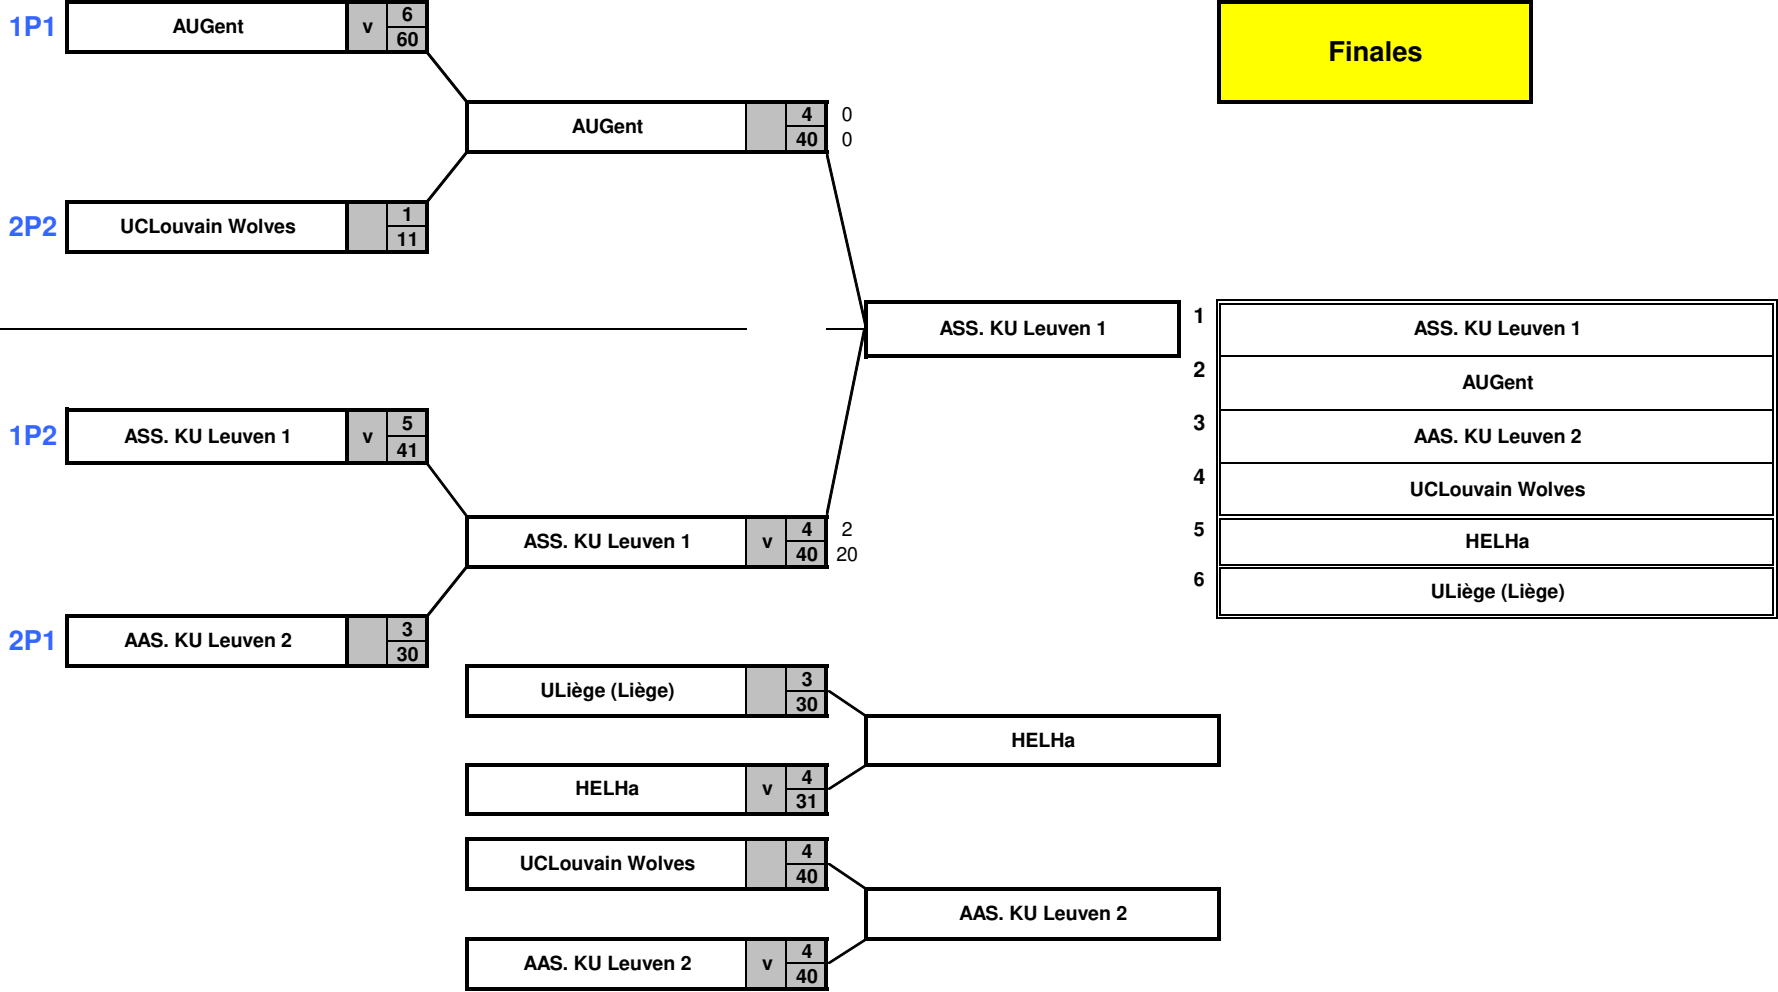 1P1 AUGent v 6 60
Finales
AUGent 4 0
40 0
2P2 UCLouvain Wolves 1 11
ASS. KU Leuven 1
1 ASS. KU Leuven 1
2 AUGent
3 AAS. KU Leuven 2
4 UCLouvain Wolves
5 HELHa
6 ULiège (Liège)
1P2 ASS. KU Leuven 1 v 5 41
ASS. KU Leuven 1 v 4 2
40 20
2P1 AAS. KU Leuven 2 3 30
ULiège (Liège) 3 30
HELHa
HELHa v 4 31
UCLouvain Wolves 4 40
AAS. KU Leuven 2
AAS. KU Leuven 2 v 4 40